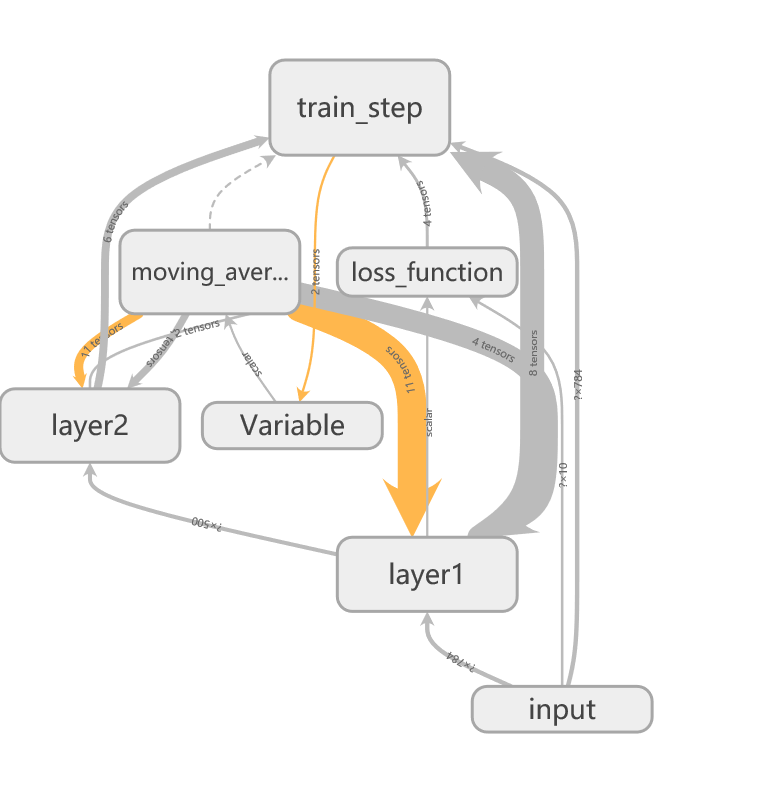 train_step
6 tensors
4 tensors
moving_aver...
loss_function
2 tensors
11 tensors
tensors
2 tensors
scalar
11 tensors
4 tensors
8 tensors
?×784
layer2
Variable
scalar
?×10
?×500
layer1
?×784
input